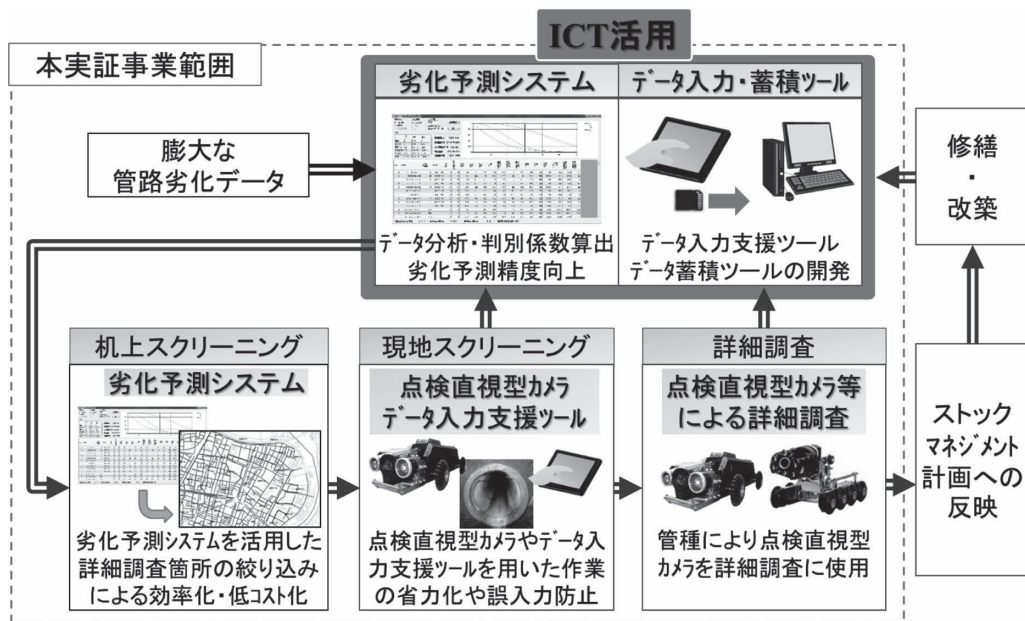 ICT活用
本実証事業範囲
劣化予測システム
データ入力・蓄積ツール
膨大な
管路劣化データ
修繕
・
改築
データ分析・判別係数算出
劣化予測精度向上
データ入力支援ツール
データ蓄積ツールの開発
机上スクリーニング
劣化予測システム
劣化予測システムを活用した
詳細調査箇所の絞り込み
による効率化・低コスト化
現地スクリーニング
点検直視型カメラ
データ入力支援ツール
点検直視型カメラやデータ入
力支援ツールを用いた作業
の省力化や誤入力防止
詳細調査
点検直視型カメラ等
による詳細調査
管種により点検直視型
カメラを詳細調査に使用
ストック
マネジメント
計画への
反映